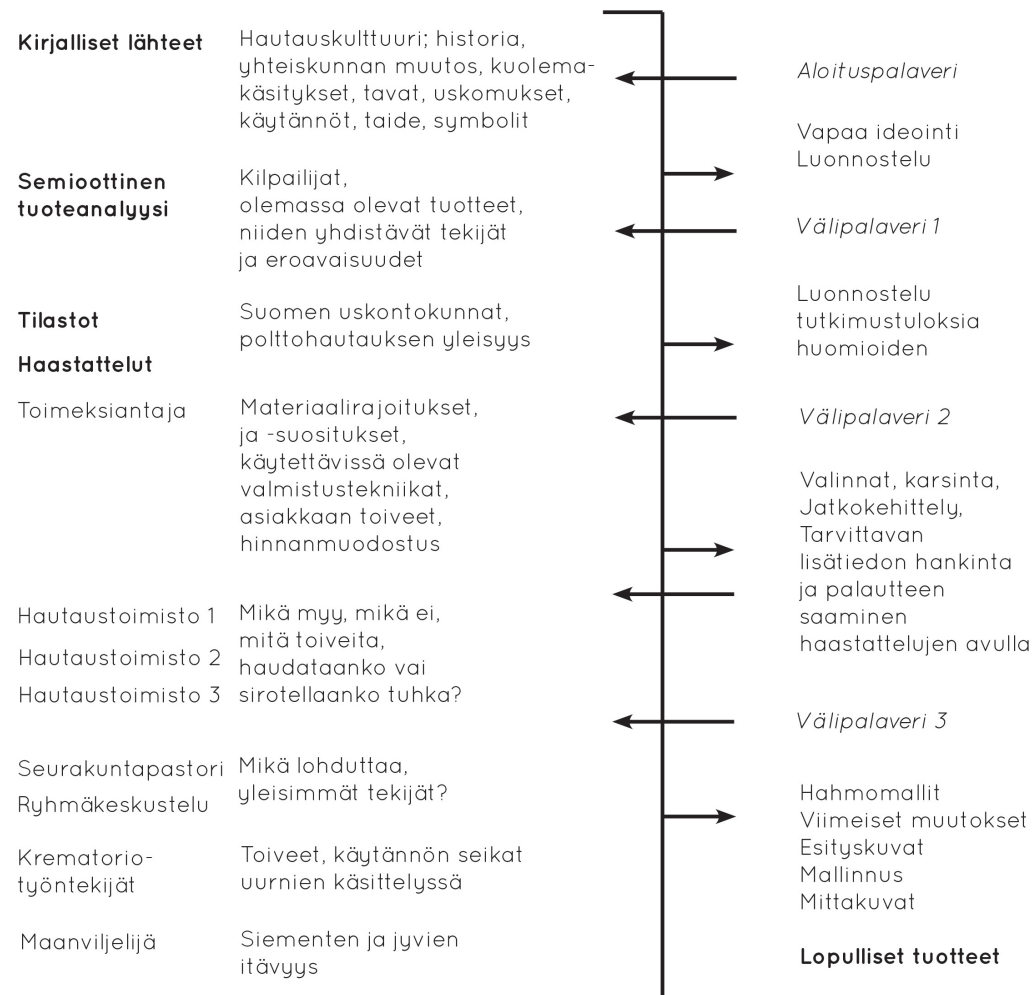 Kirjalliset lähteet
Hautauskulttuuri; historia,
yhteiskunnan muutos, kuolema-
käsitykset, tavat, uskomukset,
käytännöt, taide, symbolit
Semioottinen
tuoteanalyysi
Kilpailijat,
olemassa olevat tuotteet,
niiden yhdistävät tekijät
ja eroavaisuudet
Tilastot
Suomen uskontokunnat,
polttohautauksen yleisyys
Haastattelut
Toimeksiantaja
Materiaalirajoitukset,
ja -suositukset,
käytettävissä olevat
valmistustekniikat,
asiakkaan toiveet,
hinnanmuodostus
Hautaustoimisto 1
Hautaustoimisto 2
Hautaustoimisto 3
Mikä myy, mikä ei,
mitä toiveita,
haudataanko vai
sirotellaanko tuhka?
Seurakuntapastori
Ryhmäkeskustelu
Mikä lohduttaa,
yleisimmät tekijät?
Krematorio-
työntekijät
Toiveet, käytännön seikat
uurnien käsittelyssä
Maanviljelijä
Siementen ja jyvien
itävyys
Aloituspalaveri
Vapaa ideointi
Luonnostelu
Välipalaveri 1
Luonnostelu
tutkimustuloksia
huomioiden
Välipalaveri 2
Valinnat, karsinta,
Jatkokehittely,
Tarvittavan
lisätiedon hankinta
ja palautteen
saaminen
haastattelujen avulla
Välipalaveri 3
Hahmomallit
Viimeiset muutokset
Esityskuvat
Mallinnus
Mittakuvat
Lopulliset tuotteet